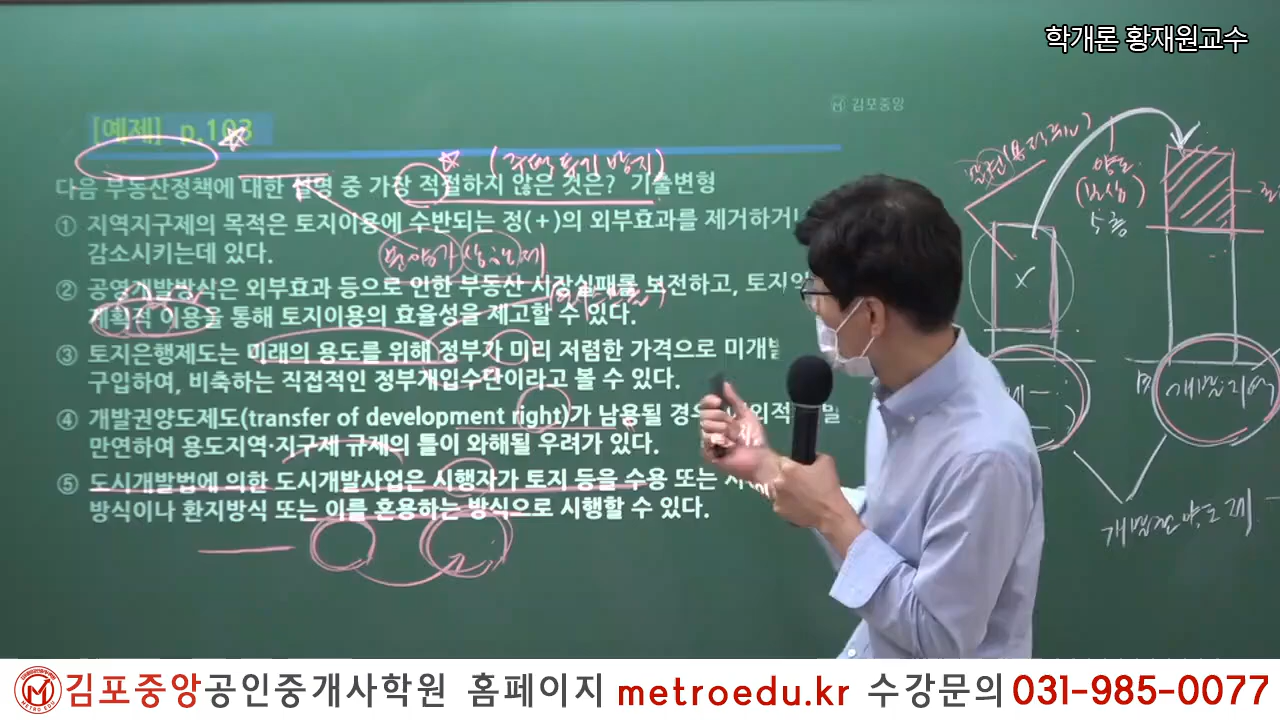 학개론 황재원교수
김포중앙
[예제] p.103
다음 부동산정책에 대한 설명 중 가장 적절하지 않은 것은? 기출변형
① 지역지구제의 목적은 토지이용에 수반되는 정(+)의 외부효과를 제거하거나
감소시키는데 있다.
② 공영개발방식은 외부효과 등으로 인한 부동산 시장실패를 보전하고, 토지의
계획적 이용을 통해 토지이용의 효율성을 제고할 수 있다.
③ 토지은행제도는 미래의 용도를 위해 정부가 미리 저렴한 가격으로
구입하여, 비축하는 직접적인 정부개입수단이라고 볼 수 있다.
④ 개발권양도제도(transfer of development right)가 남용될 경우
만연하여 용도지역·지구제 규제의 틀이 와해될 우려가 있다.
⑤ 도시개발법에 의한 도시개발사업은 시행자가 토지 등을 수용 또는
방식이나 환지방식 또는 이를 혼용하는 방식으로 시행할 수 있다.
(주택투기방지)
분양가 상한제
양도
5층
개발지역
개발권양도제
METRO EDU
김포중앙공인중개사학원 홈페이지 metroedu.kr 수강문의 031-985-0077